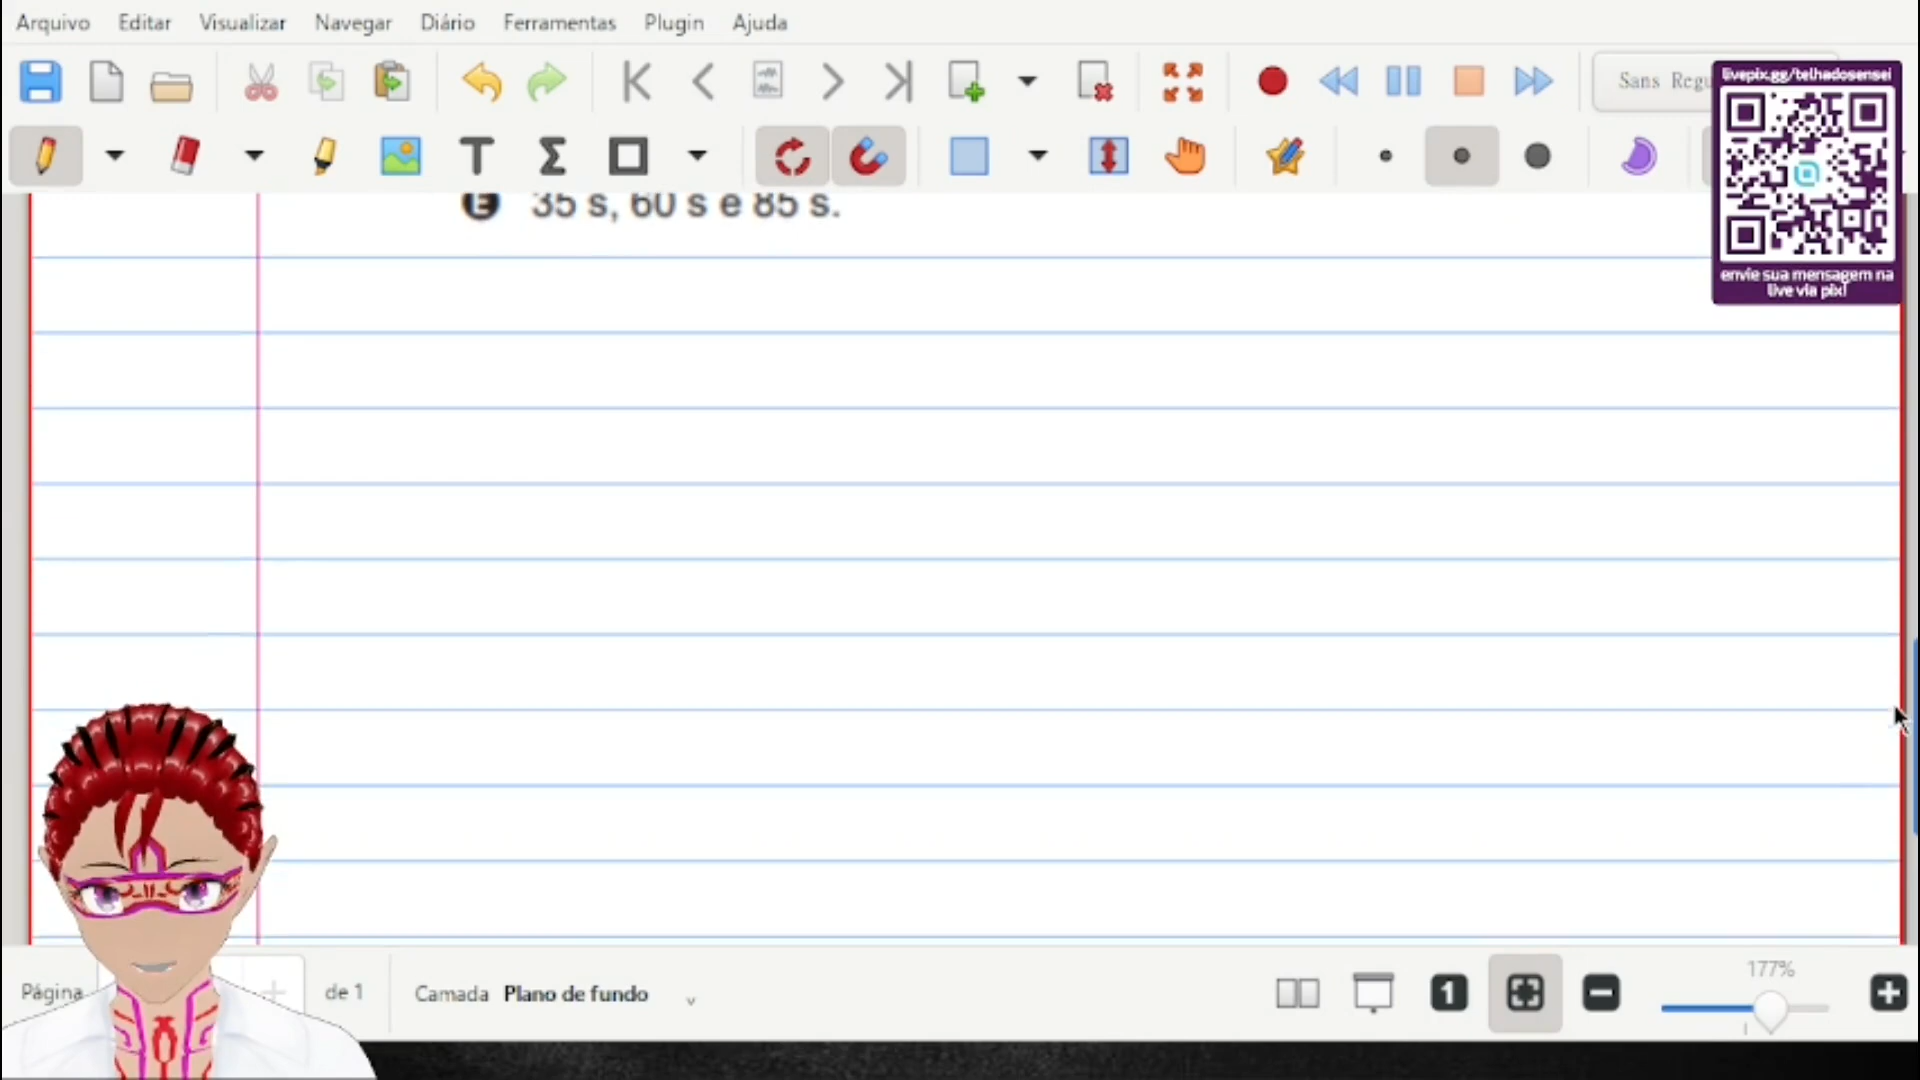 Arquivo Editar Visualizar Navegar Diário Ferramentas Plugin Ajuda
Sans
livepix.gg/telhadosensei
envie sua mensagem na
live via pix!
E 35 s, 60 s e 85 s.
Página de 1 Camada Plano de fundo
1
177%